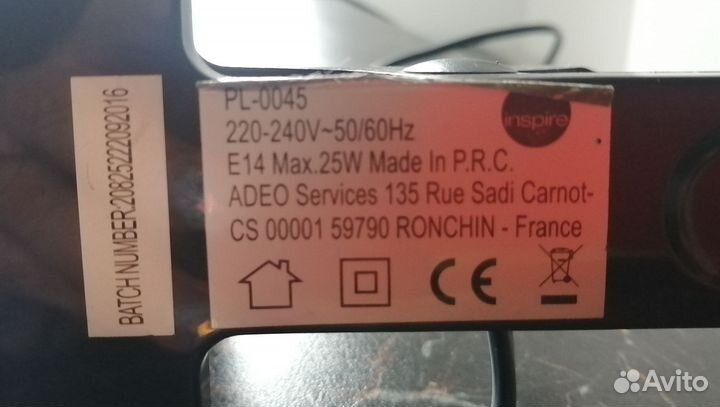 PL-0045
220-240V~50/60Hz
E14 Max.25W Made In P.R.C.
ADEO Services 135 Rue Sadi Carnot-
CS 00001 59790 RONCHIN - France
inspire
CE
BATCH NUMBER:20825222092016
Avito